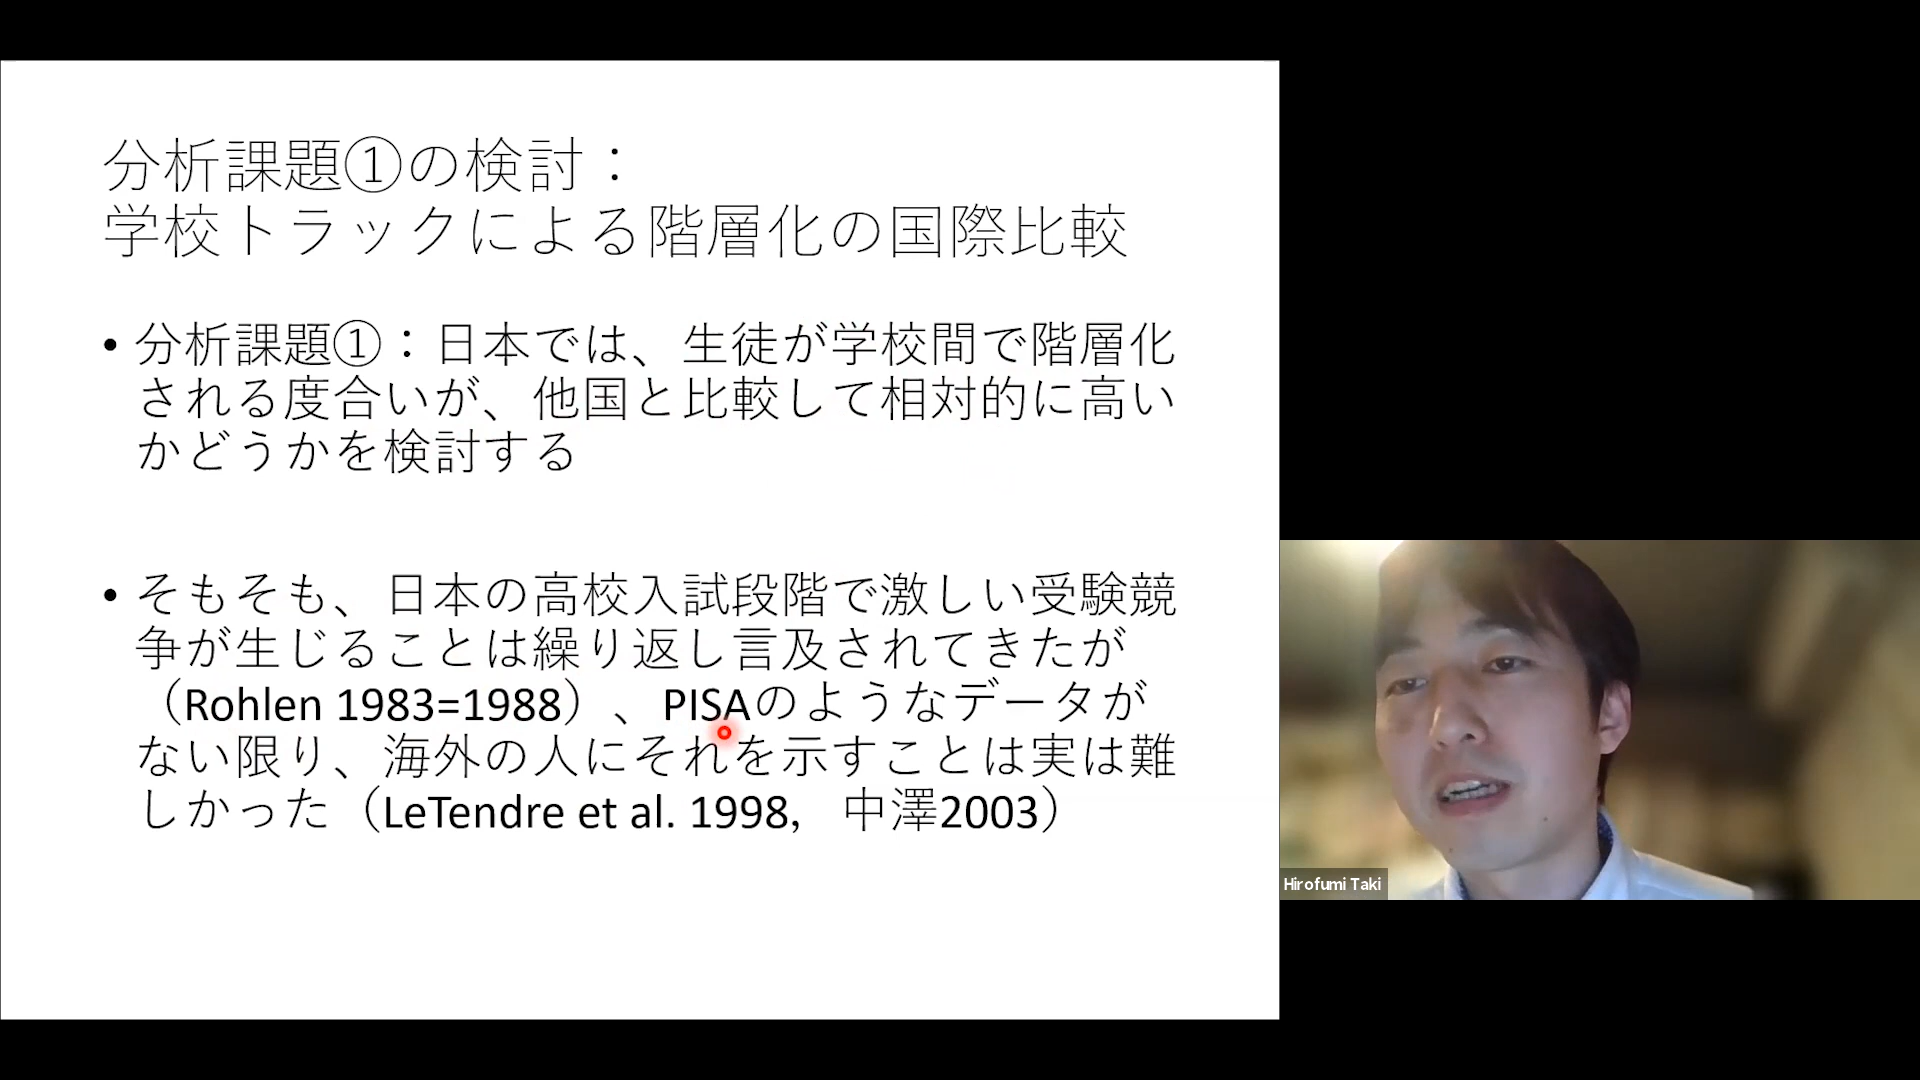 分析課題①の検討：
学校トラックによる階層化の国際比較
• 分析課題①：日本では、生徒が学校間で階層化
される度合いが、他国と比較して相対的に高い
かどうかを検討する
• そもそも、日本の高校入試段階で激しい受験競
争が生じることは繰り返し言及されてきたが
（Rohlen 1983=1988）、PISAのようなデータが
ない限り、海外の人にそれを示すことは実は難
しかった（LeTendre et al. 1998,　中澤2003）
Hirofumi Taki